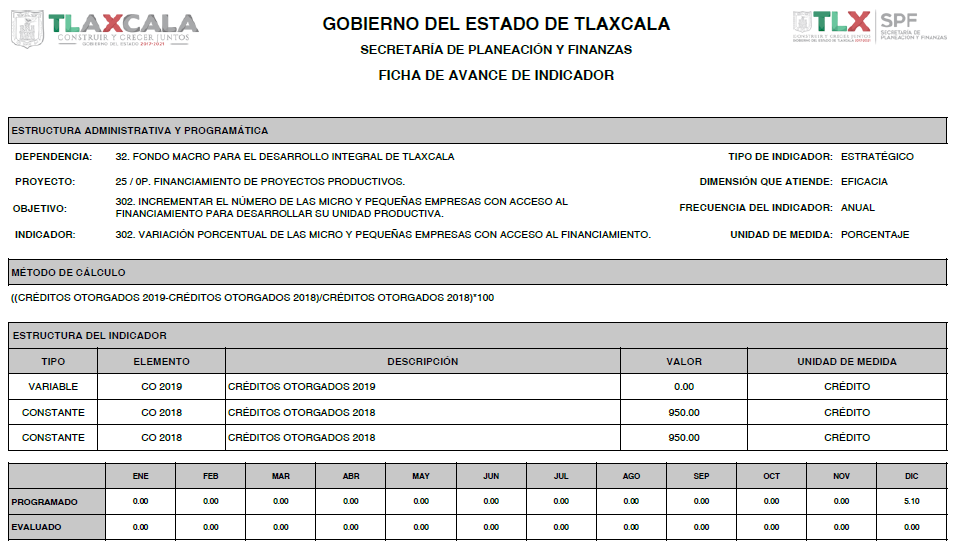 TLAXCALA
CONSTRUIR Y CRECER JUNTOS
GOBIERNO DEL ESTADO 2017-2021
GOBIERNO DEL ESTADO DE TLAXCALA
SECRETARÍA DE PLANEACIÓN Y FINANZAS
FICHA DE AVANCE DE INDICADOR
TLX
CONSTRUIR Y CRECER JUNTOS
GOBIERNO DEL ESTADO DE TLAXCALA 2017-2021
SPF
SECRETARÍA DE
PLANEACIÓN Y FINANZAS
ESTRUCTURA ADMINISTRATIVA Y PROGRAMÁTICA
DEPENDENCIA: 32. FONDO MACRO PARA EL DESARROLLO INTEGRAL DE TLAXCALA TIPO DE INDICADOR: ESTRATÉGICO
PROYECTO: 25 / 0P. FINANCIAMIENTO DE PROYECTOS PRODUCTIVOS. DIMENSIÓN QUE ATIENDE: EFICACIA
OBJETIVO: 302. INCREMENTAR EL NÚMERO DE LAS MICRO Y PEQUEÑAS EMPRESAS CON ACCESO AL
FINANCIAMIENTO PARA DESARROLLAR SU UNIDAD PRODUCTIVA. FRECUENCIA DEL INDICADOR: ANUAL
INDICADOR: 302. VARIACIÓN PORCENTUAL DE LAS MICRO Y PEQUEÑAS EMPRESAS CON ACCESO AL FINANCIAMIENTO. UNIDAD DE MEDIDA: PORCENTAJE
MÉTODO DE CÁLCULO
((CRÉDITOS OTORGADOS 2019-CRÉDITOS OTORGADOS 2018)/CRÉDITOS OTORGADOS 2018)*100
ESTRUCTURA DEL INDICADOR
TIPO ELEMENTO DESCRIPCIÓN VALOR UNIDAD DE MEDIDA
VARIABLE CO 2019 CRÉDITOS OTORGADOS 2019 0.00 CRÉDITO
CONSTANTE CO 2018 CRÉDITOS OTORGADOS 2018 950.00 CRÉDITO
CONSTANTE CO 2018 CRÉDITOS OTORGADOS 2018 950.00 CRÉDITO
ENE FEB MAR ABR MAY JUN JUL AGO SEP OCT NOV DIC
PROGRAMADO 0.00 0.00 0.00 0.00 0.00 0.00 0.00 0.00 0.00 0.00 0.00 5.10
EVALUADO 0.00 0.00 0.00 0.00 0.00 0.00 0.00 0.00 0.00 0.00 0.00 0.00